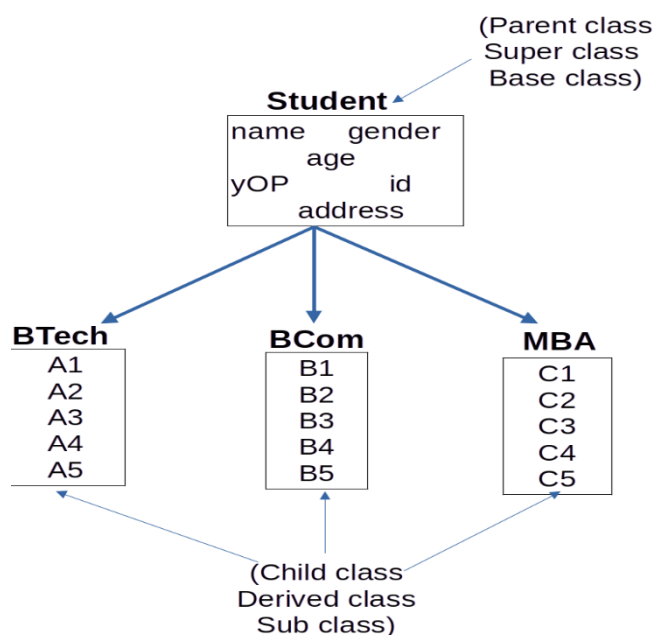 (Parent class
Super class
Base class)
Student
name gender
age
yOP id
address
BTech
A1
A2
A3
A4
A5
BCom
B1
B2
B3
B4
B5
MBA
C1
C2
C3
C4
C5
(Child class
Derived class
Sub class)